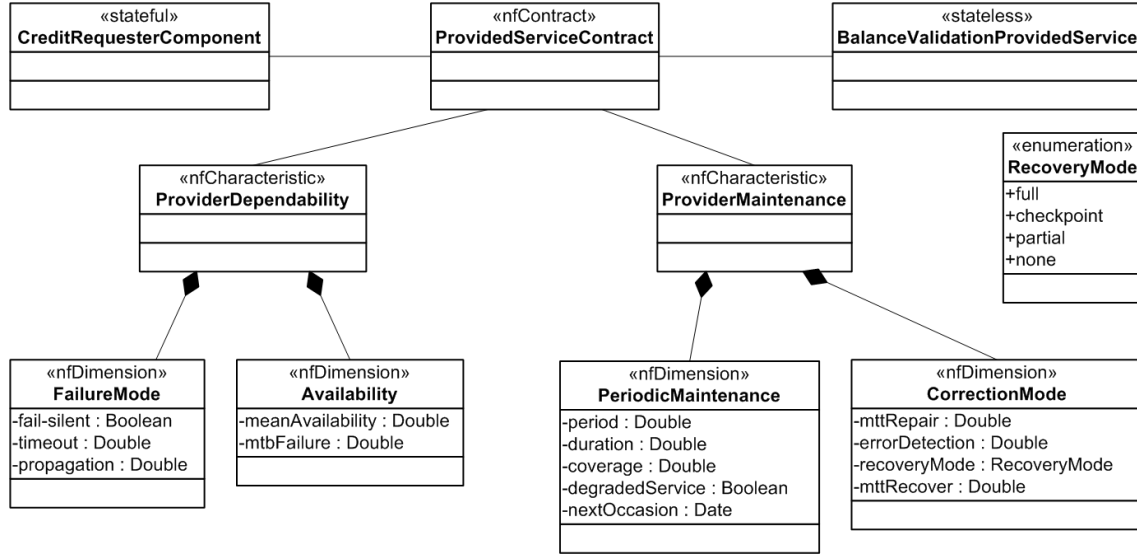 «stateful»
CreditRequesterComponent
«nfContract»
ProvidedServiceContract
«stateless»
BalanceValidationProvidedService
«enumeration»
RecoveryMode
+full
+checkpoint
+partial
+none
«nfCharacteristic»
ProviderDependability
«nfCharacteristic»
ProviderMaintenance
«nfDimension»
FailureMode
-fail-silent : Boolean
-timeout : Double
-propagation : Double
«nfDimension»
Availability
-meanAvailability : Double
-mtbFailure : Double
«nfDimension»
PeriodicMaintenance
-period : Double
-duration : Double
-coverage : Double
-degradedService : Boolean
-nextOccasion : Date
«nfDimension»
CorrectionMode
-mttRepair : Double
-errorDetection : Double
-recoveryMode : RecoveryMode
-mttRecover : Double